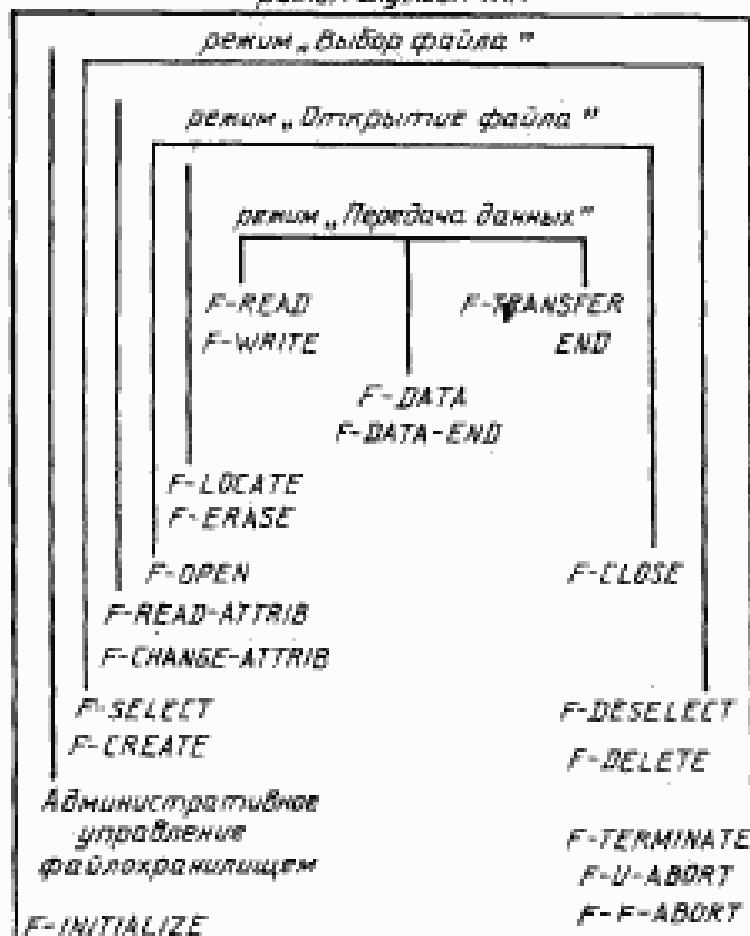 режим „Выбор файла"
режим „Открытие файла"
режим „Передача данных"
F-READ
F-WRITE
F-TRANSFER
END
F-DATA
F-DATA-END
F-LOCATE
F-ERASE
F-OPEN
F-CLOSE
F-READ-ATTRIB
F-CHANGE-ATTRIB
F-SELECT
F-CREATE
F-DESELECT
F-DELETE
Административное
управление
файлохранилищем
F-TERMINATE
F-U-ABORT
F-F-ABORT
F-INITIALIZE